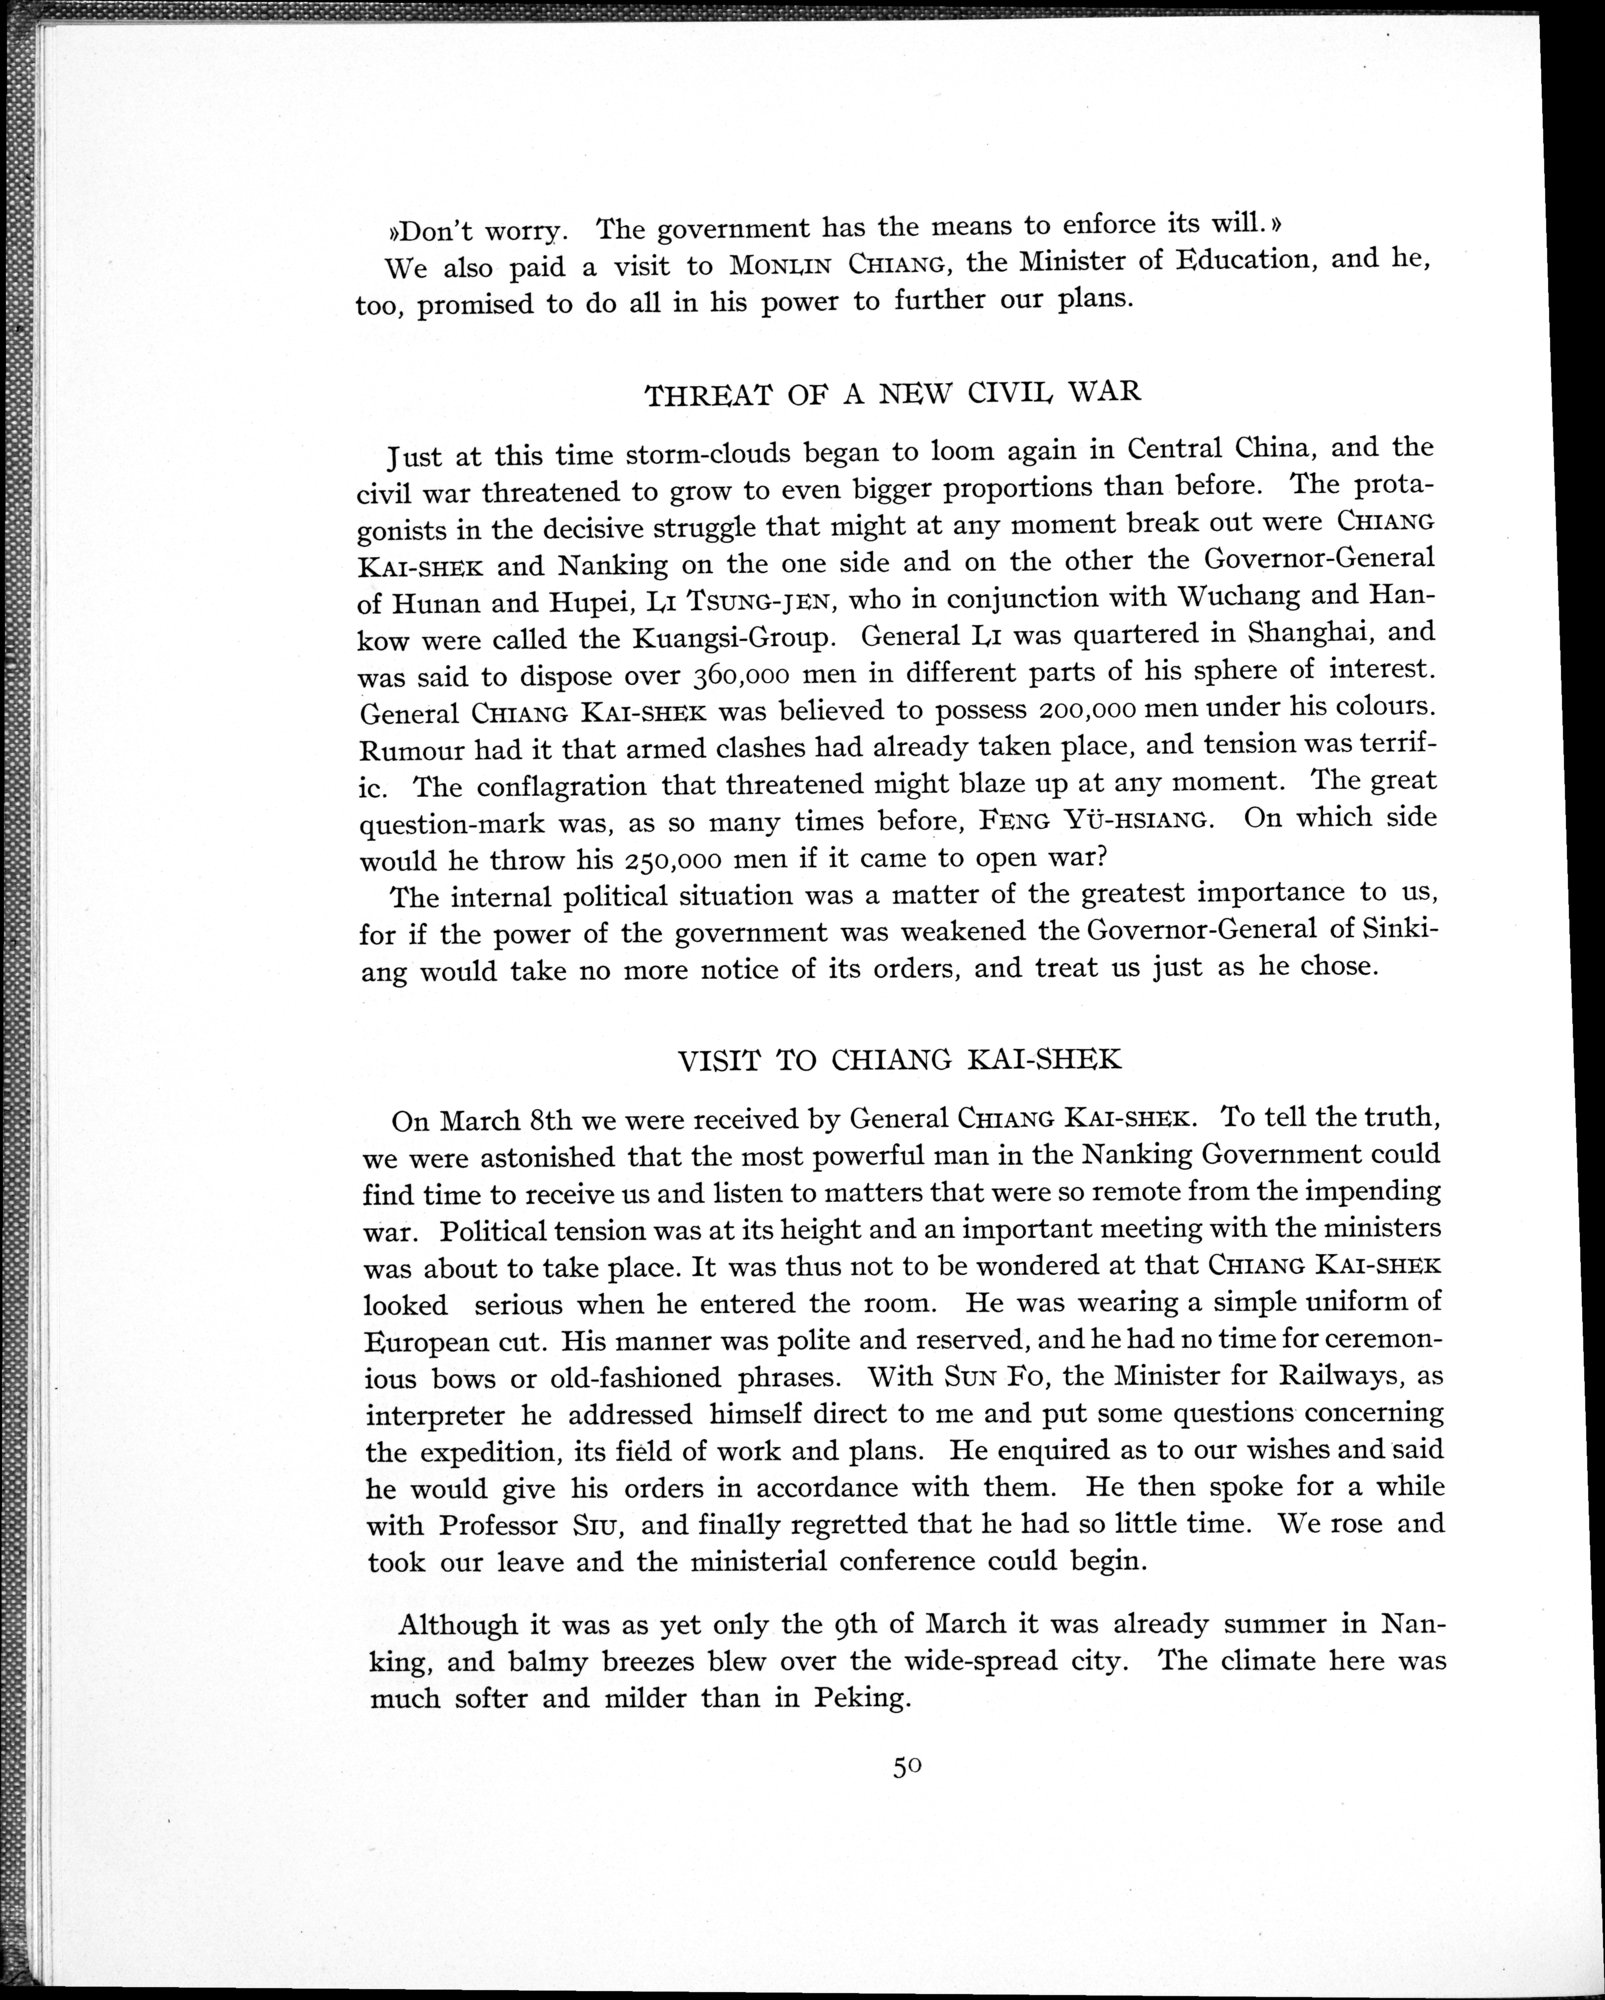 »Don't worry. The government has the means to enforce its will.»
We also paid a visit to MONLIN CHIANG, the Minister of Education, and he,
too, promised to do all in his power to further our plans.
THREAT OF A NEW CIVIL WAR
Just at this time storm-clouds began to loom again in Central China, and the
civil war threatened to grow to even bigger proportions than before. The prota-
gonists in the decisive struggle that might at any moment break out were CHIANG
KAI-SHEK and Nanking on the one side and on the other the Governor-General
of Hunan and Hupei, LI TSUNG-JEN, who in conjunction with Wuchang and Han-
kow were called the Kuangsi-Group. General LI was quartered in Shanghai, and
was said to dispose over 360,000 men in different parts of his sphere of interest.
General CHIANG KAI-SHEK was believed to possess 200,000 men under his colours.
Rumour had it that armed clashes had already taken place, and tension was terrif-
ic. The conflagration that threatened might blaze up at any moment. The great
question-mark was, as so many times before, FENG YÜ-HSIANG. On which side
would he throw his 250,000 men if it came to open war?
The internal political situation was a matter of the greatest importance to us,
for if the power of the government was weakened the Governor-General of Sinki-
ang would take no more notice of its orders, and treat us just as he chose.
VISIT TO CHIANG KAI-SHEK
On March 8th we were received by General CHIANG KAI-SHEK. To tell the truth,
we were astonished that the most powerful man in the Nanking Government could
find time to receive us and listen to matters that were so remote from the impending
war. Political tension was at its height and an important meeting with the ministers
was about to take place. It was thus not to be wondered at that CHIANG KAI-SHEK
looked serious when he entered the room. He was wearing a simple uniform of
European cut. His manner was polite and reserved, and he had no time for ceremon-
ious bows or old-fashioned phrases. With SUN FO, the Minister for Railways, as
interpreter he addressed himself direct to me and put some questions concerning
the expedition, its field of work and plans. He enquired as to our wishes and said
he would give his orders in accordance with them. He then spoke for a while
with Professor SIU, and finally regretted that he had so little time. We rose and
took our leave and the ministerial conference could begin.
Although it was as yet only the 9th of March it was already summer in Nan-
king, and balmy breezes blew over the wide-spread city. The climate here was
much softer and milder than in Peking.
50